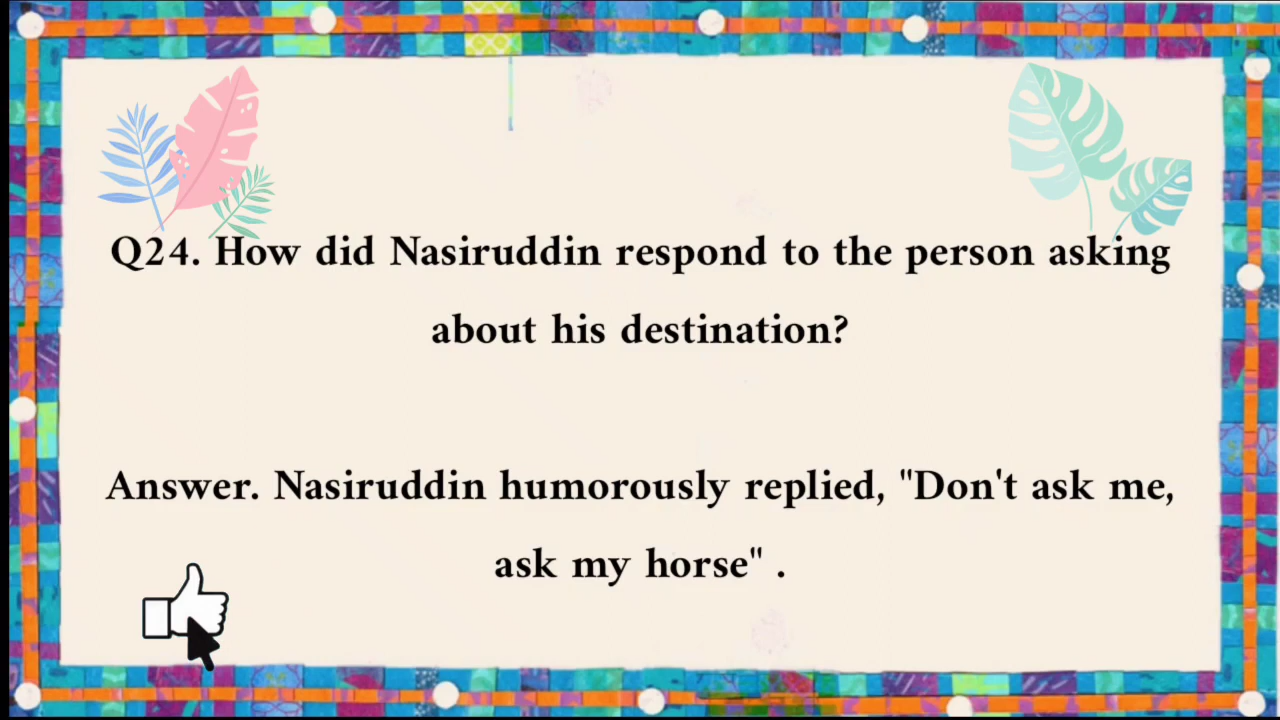 Q24. How did Nasiruddin respond to the person asking
about his destination?
Answer. Nasiruddin humorously replied, "Don't ask me,
ask my horse" .